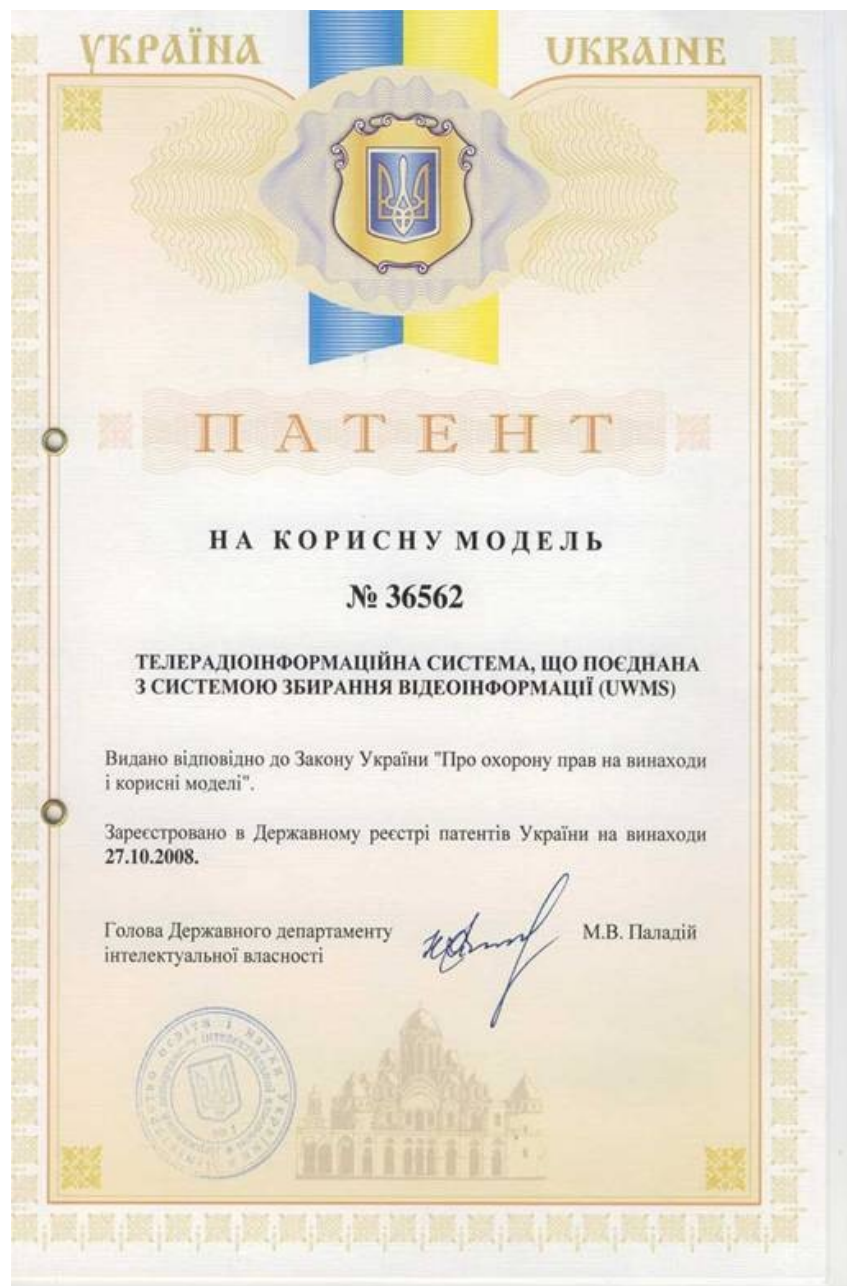 УКРАЇНА UKRAINE
ПАТЕНТ
НА КОРИСНУ МОДЕЛЬ
№ 36562
ТЕЛЕРАДІОІНФОРМАЦІЙНА СИСТЕМА, ЩО ПОЄДНАНА
З СИСТЕМОЮ ЗБИРАННЯ ВІДЕОІНФОРМАЦІЇ (UWMS)
Видано відповідно до Закону України "Про охорону прав на винаходи
і корисні моделі".
Зареєстровано в Державному реєстрі патентів України на винаходи
27.10.2008.
Голова Державного департаменту
інтелектуальної власності
М.В. Паладій